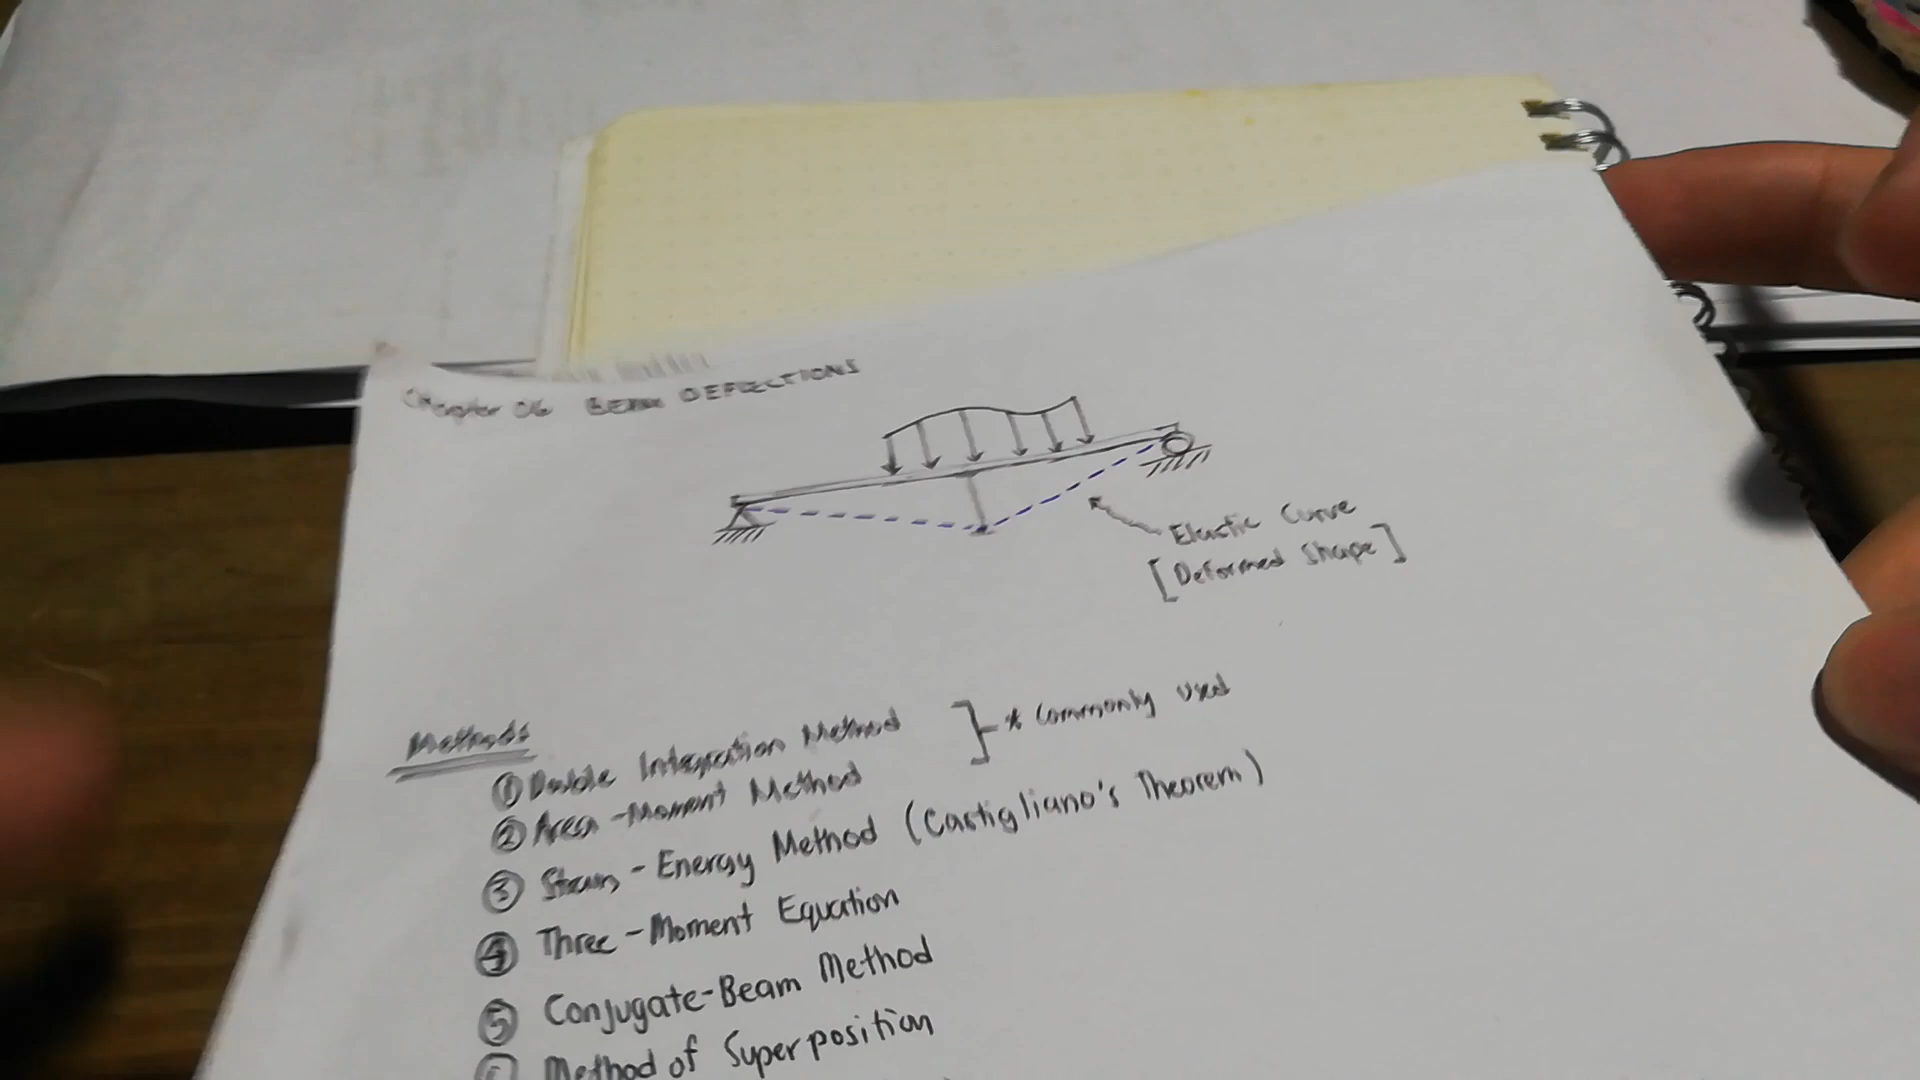 Chapter 06 BEAM DEFLECTIONS
Elastic Curve
[Deformed Shape]
Methods
① Double Integration Method
② Area-Moment Method
* Commonly Used
③ Strain-Energy Method (Castigliano's Theorem)
④ Three-Moment Equation
⑤ Conjugate-Beam Method
Method of Superposition